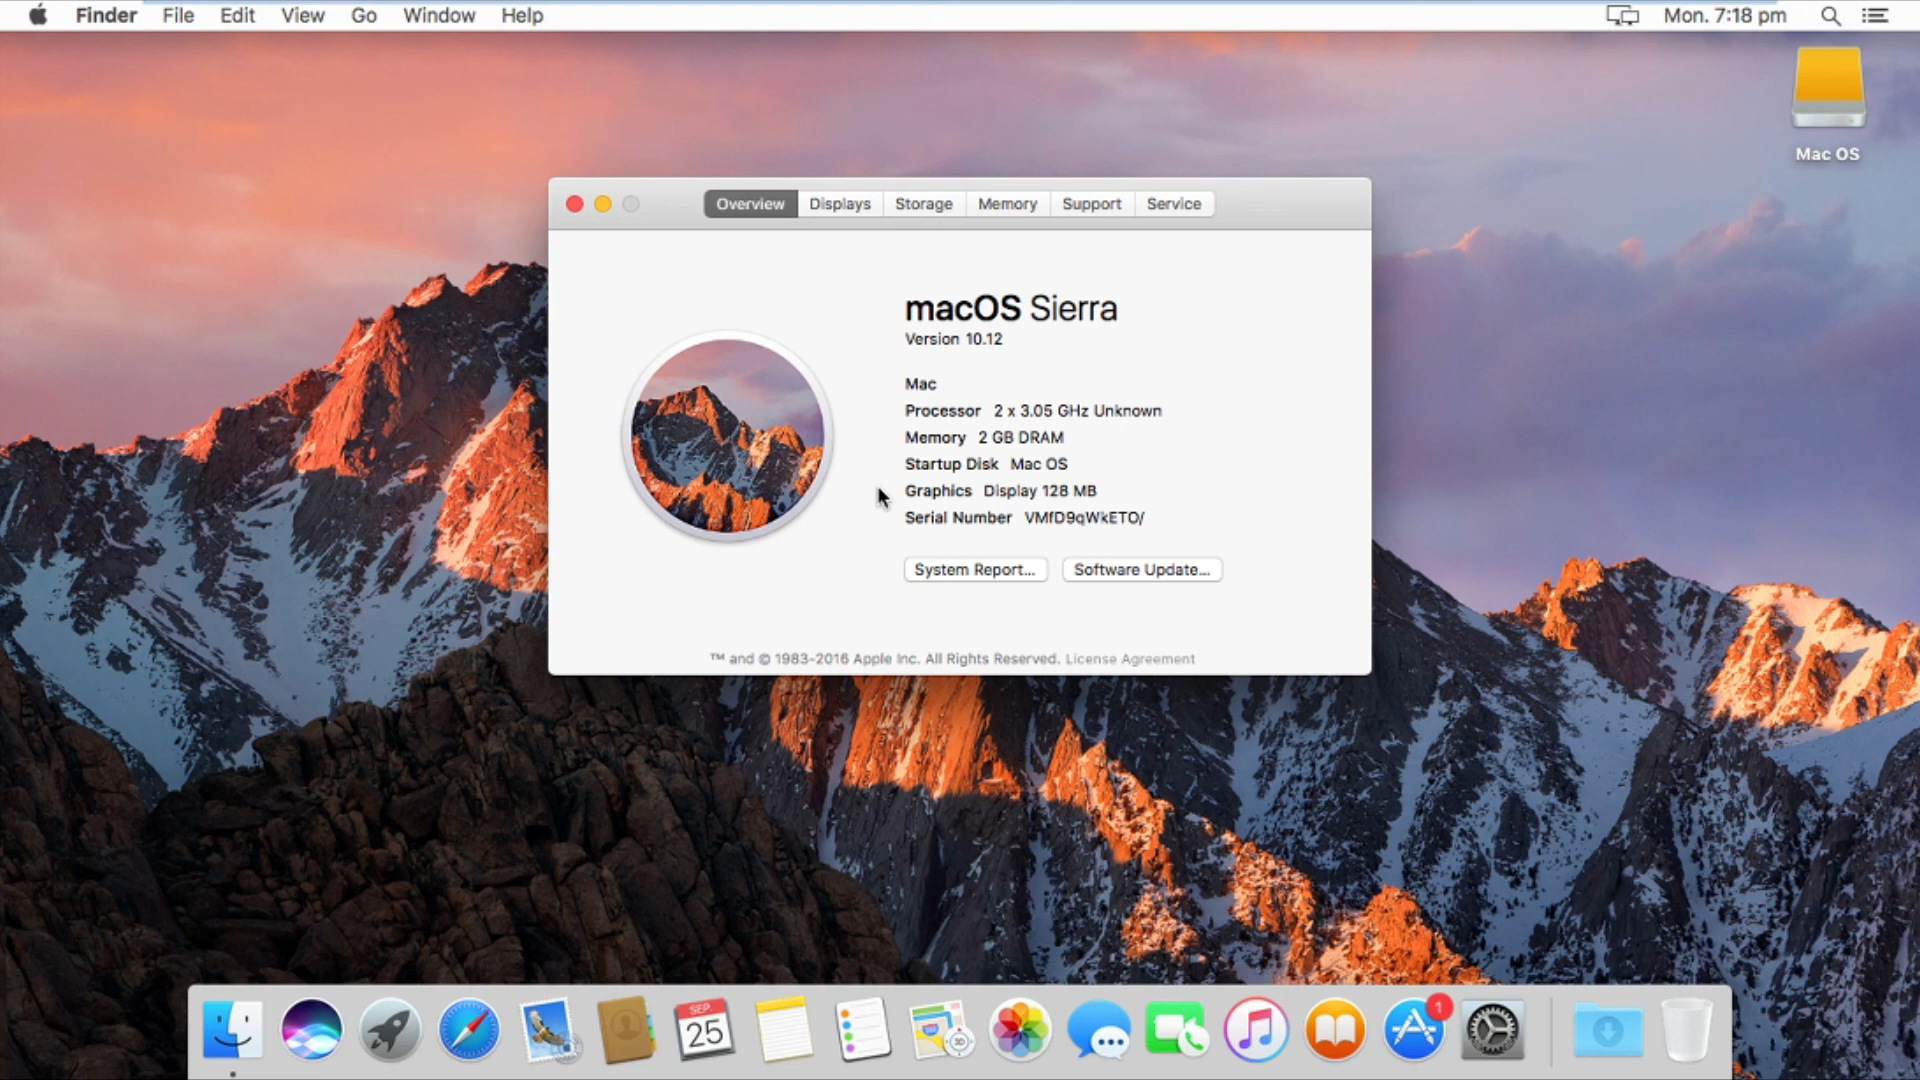 Finder File Edit View Go Window Help Mon. 7:18 pm
Mac OS
Overview Displays Storage Memory Support Service
macOS Sierra
Version 10.12
Mac
Processor 2 x 3.05 GHz Unknown
Memory 2 GB DRAM
Startup Disk Mac OS
Graphics Display 128 MB
Serial Number VMfD9qWkETO/
System Report... Software Update...
™ and © 1983-2016 Apple Inc. All Rights Reserved. License Agreement
SEP.
25
3D
1